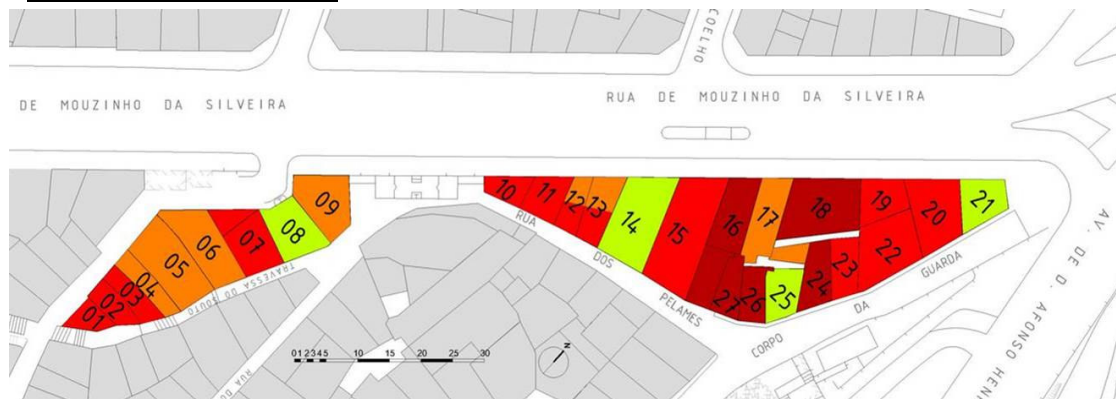 COELHO
DE MOUZINHO DA SILVEIRA
RUA DE MOUZINHO DA SILVEIRA
01
02
03
04
05
06
07
08
09
10
11
12
13
14
15
16
17
18
19
20
21
22
23
24
25
26
27
TRAVESSA DO SOUTO
RUA DOS PELAMES
CORPO DA GUARDA
AV. DE D. AFONSO HENR
RUA DO
0 1 2 3 4 5 10 15 20 25 30
N